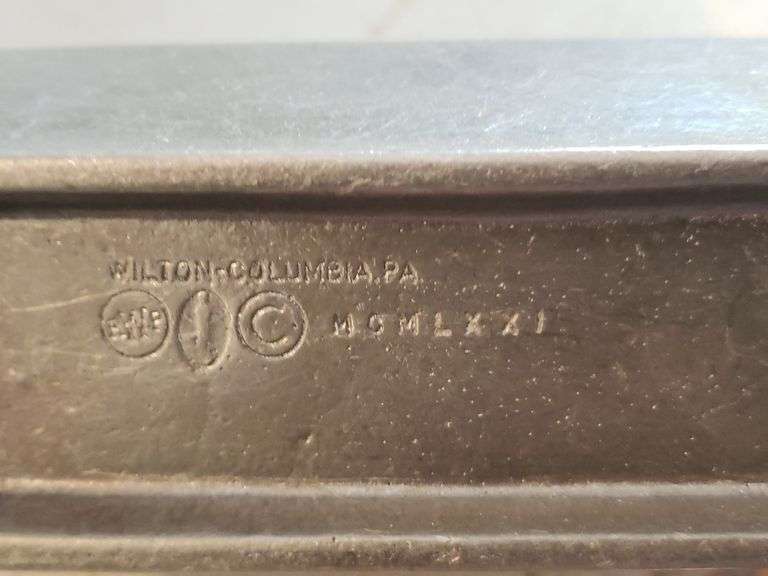 WILTON-COLUMBIA, PA
© MCMLXXI